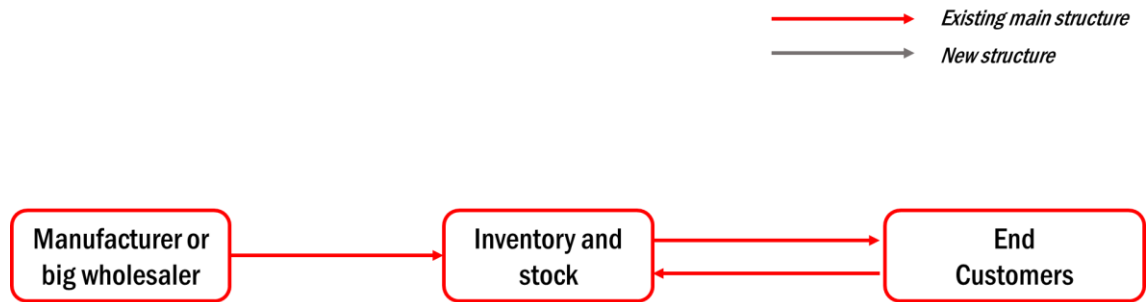 Existing main structure
New structure
Manufacturer or
big wholesaler
Inventory and
stock
End
Customers